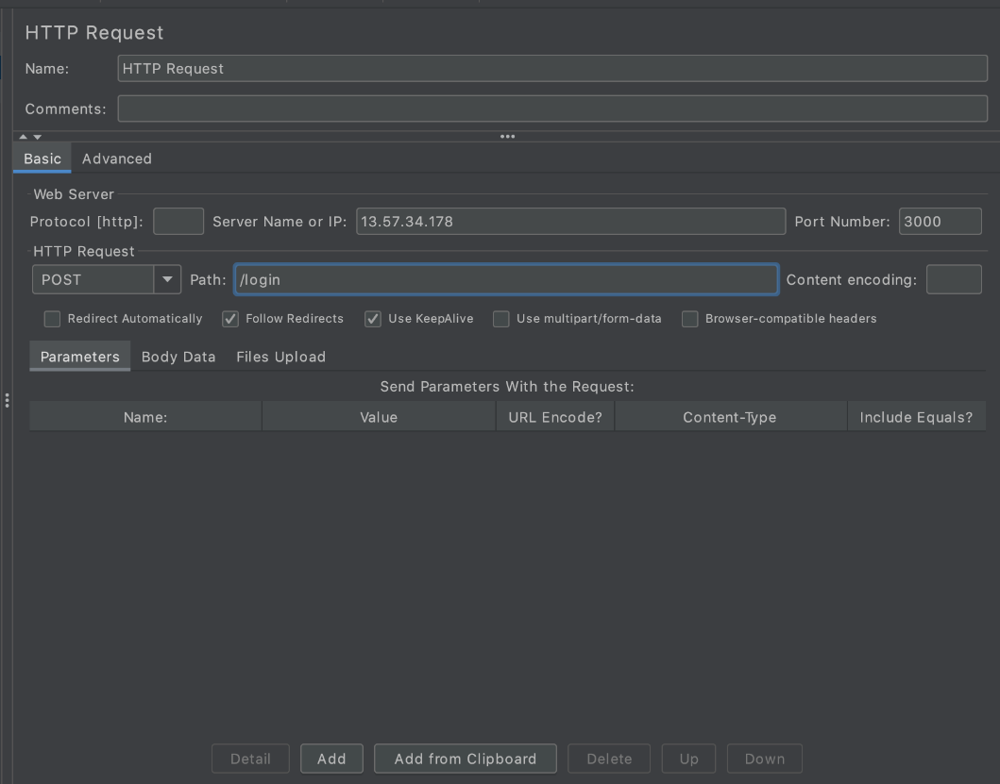 HTTP Request
Name: HTTP Request
Comments:
Basic Advanced
Web Server
Protocol [http]: Server Name or IP: 13.57.34.178 Port Number: 3000
HTTP Request
POST Path: /login Content encoding:
Redirect Automatically Follow Redirects Use KeepAlive Use multipart/form-data Browser-compatible headers
Parameters Body Data Files Upload
Send Parameters With the Request:
Name: Value URL Encode? Content-Type Include Equals?
Detail Add Add from Clipboard Delete Up Down